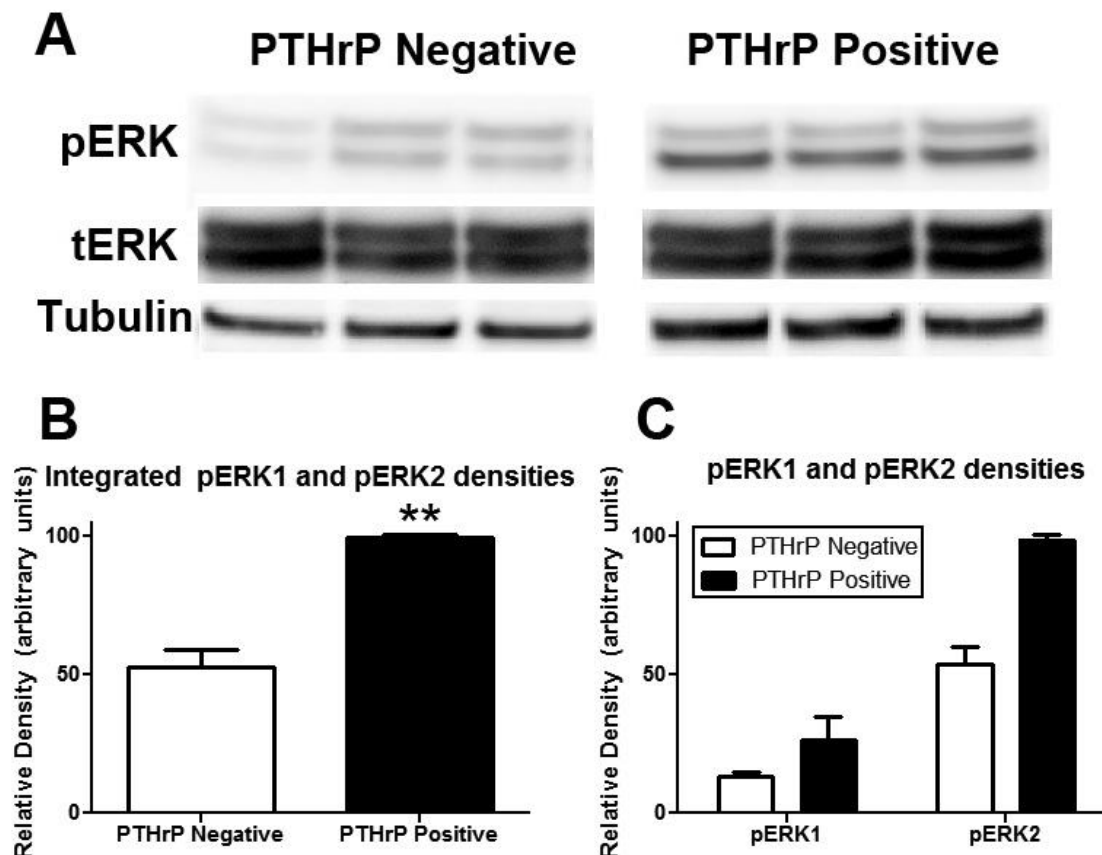 A
PTHrP Negative PTHrP Positive
pERK
tERK
Tubulin
B
Integrated pERK1 and pERK2 densities
Relative Density (arbitrary units)
100
**
50
0
PTHrP Negative PTHrP Positive
C
pERK1 and pERK2 densities
Relative Density (arbitrary units)
100
PTHrP Negative
PTHrP Positive
50
0
pERK1 pERK2